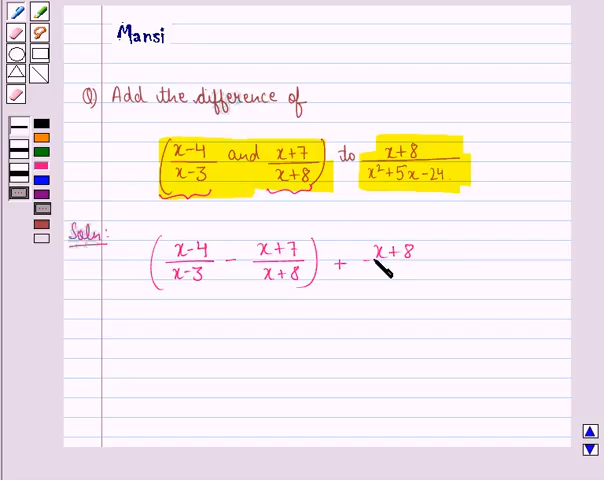 Mansi
Q) Add the difference of
(x-4/x-3 and x+7/x+8) to x+8/x²+5x-24.
Soln:
(x-4/x-3 - x+7/x+8) + x+8